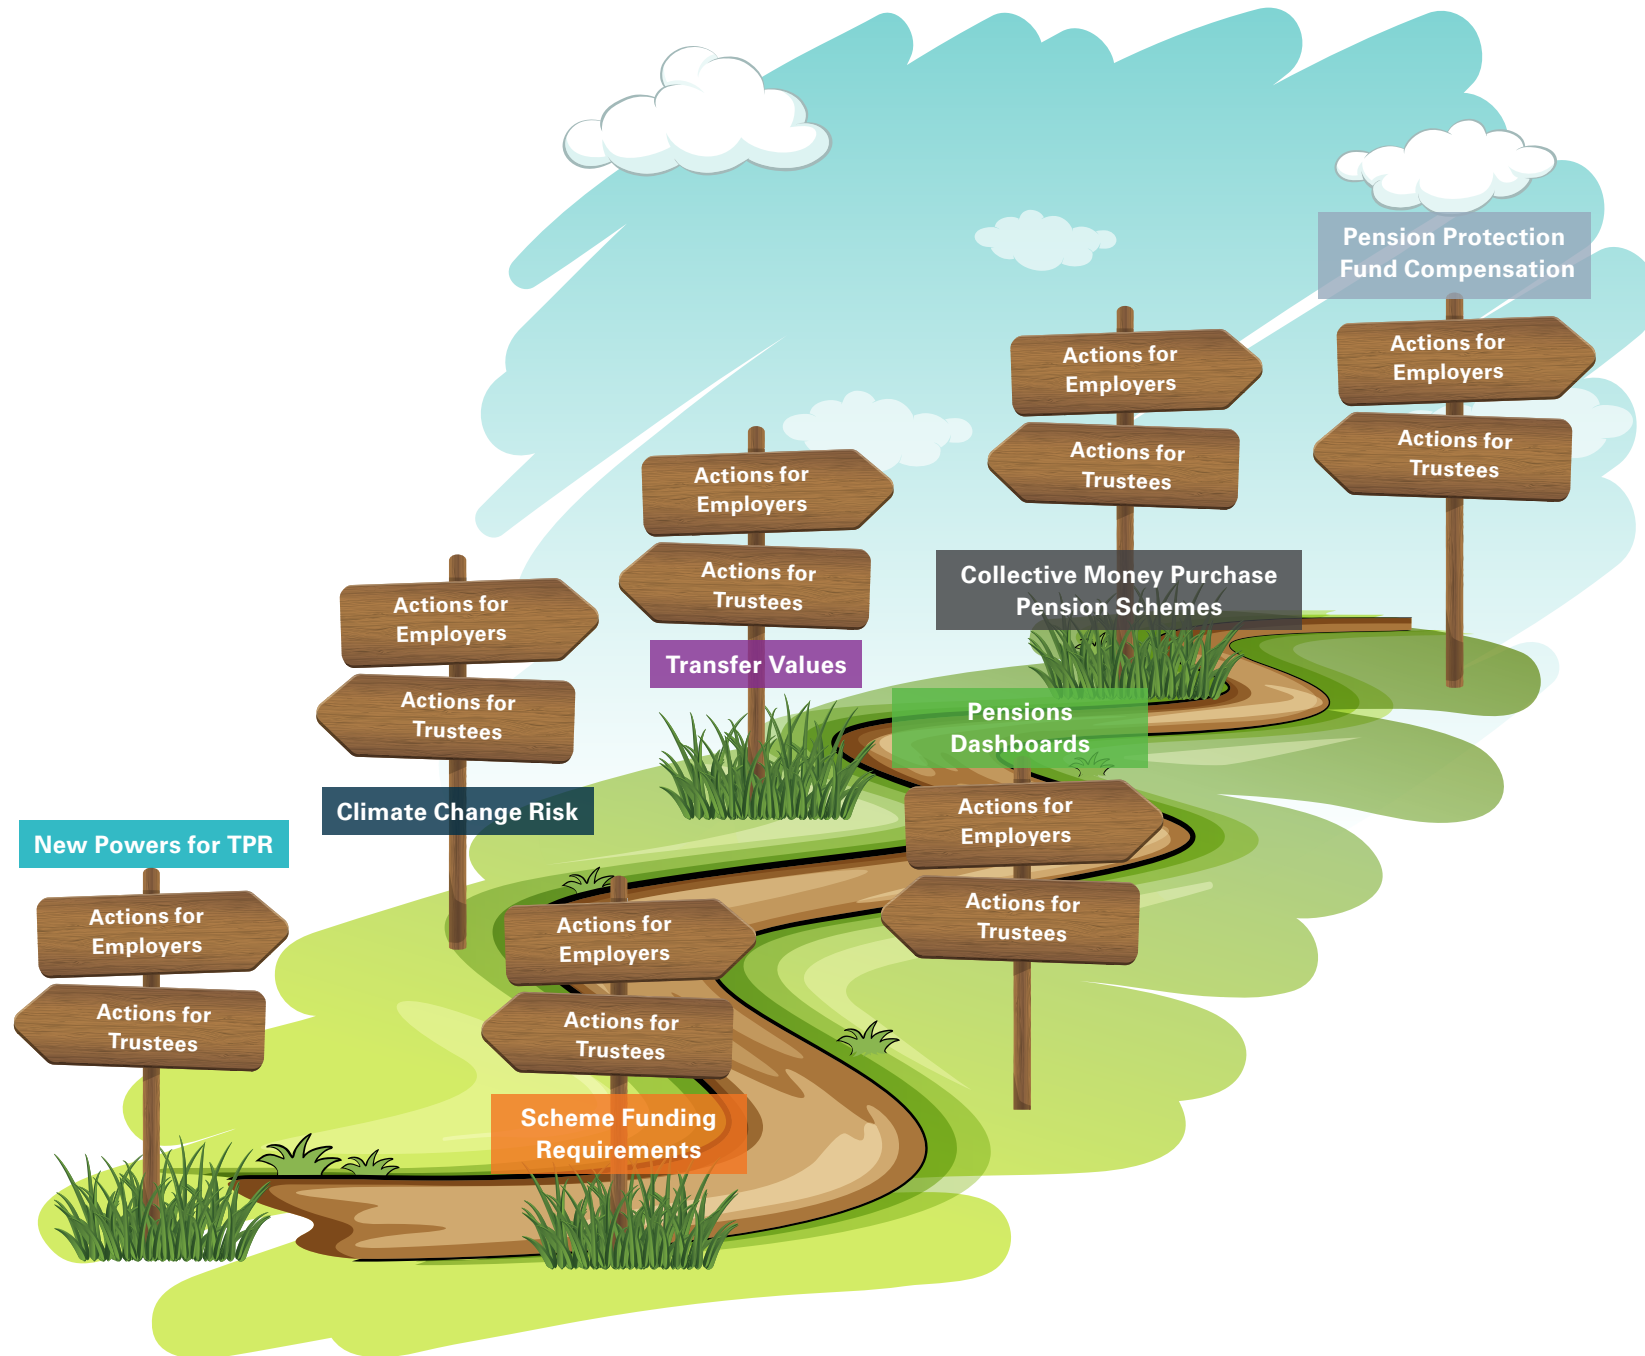 Pension Protection
Fund Compensation
Actions for
Employers
Actions for
Trustees
Actions for
Employers
Actions for
Trustees
Collective Money Purchase
Pension Schemes
Actions for
Employers
Actions for
Trustees
Transfer Values
Pensions
Dashboards
Actions for
Employers
Actions for
Trustees
Actions for
Employers
Actions for
Trustees
Climate Change Risk
New Powers for TPR
Actions for
Employers
Actions for
Trustees
Actions for
Employers
Actions for
Trustees
Scheme Funding
Requirements